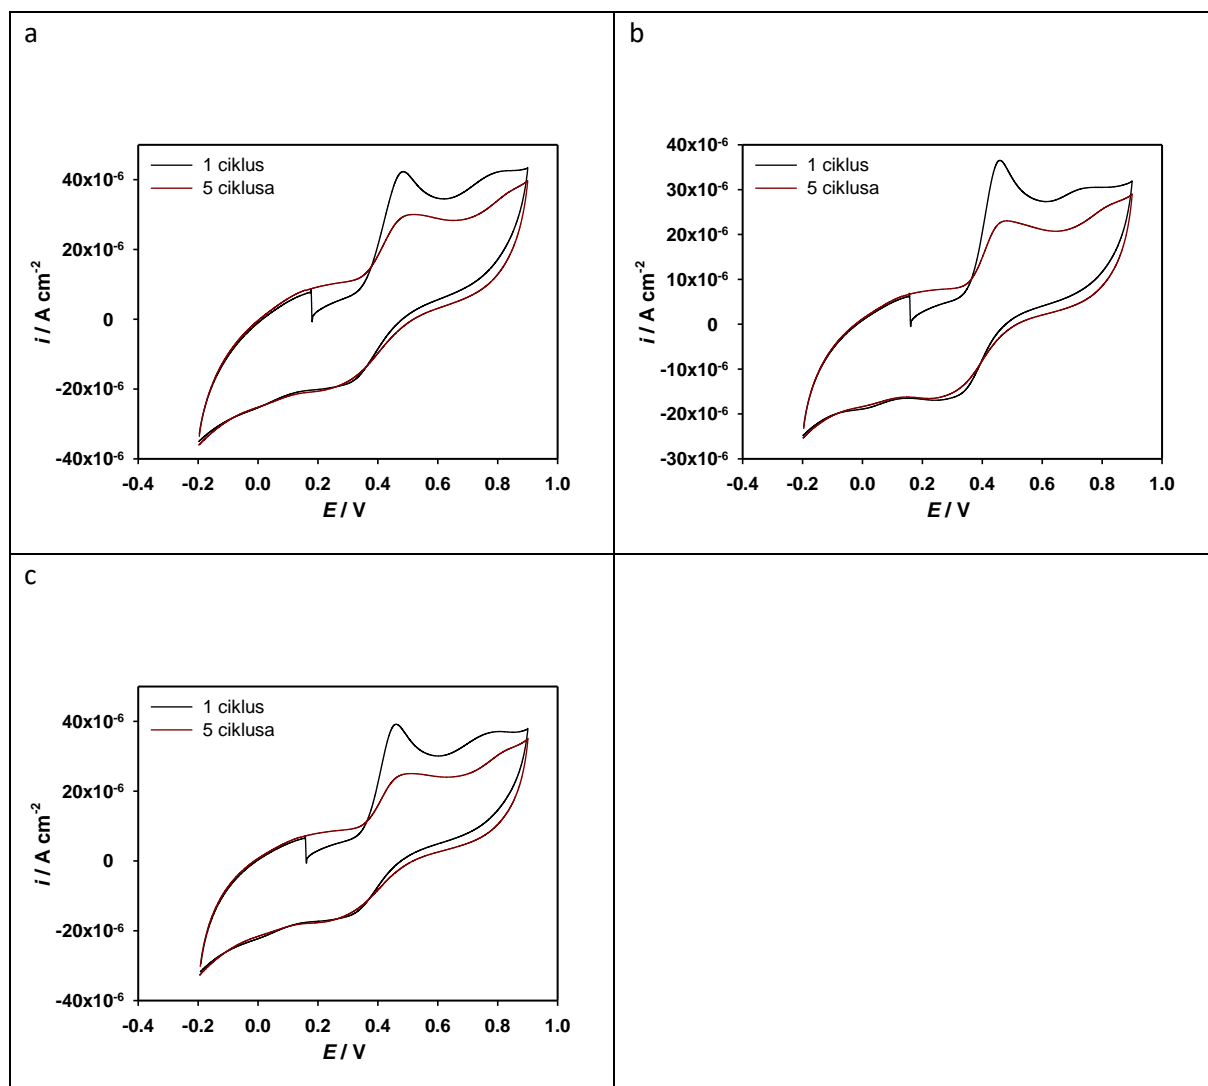 a
1 ciklus
5 ciklusa
40x10⁻⁶
20x10⁻⁶
0
-20x10⁻⁶
-40x10⁻⁶
i / A cm⁻²
-0.4 -0.2 0.0 0.2 0.4 0.6 0.8 1.0
E / V
b
1 ciklus
5 ciklusa
40x10⁻⁶
30x10⁻⁶
20x10⁻⁶
10x10⁻⁶
0
-10x10⁻⁶
-20x10⁻⁶
-30x10⁻⁶
i / A cm⁻²
-0.4 -0.2 0.0 0.2 0.4 0.6 0.8 1.0
E / V
c
1 ciklus
5 ciklusa
40x10⁻⁶
20x10⁻⁶
0
-20x10⁻⁶
-40x10⁻⁶
i / A cm⁻²
-0.4 -0.2 0.0 0.2 0.4 0.6 0.8 1.0
E / V